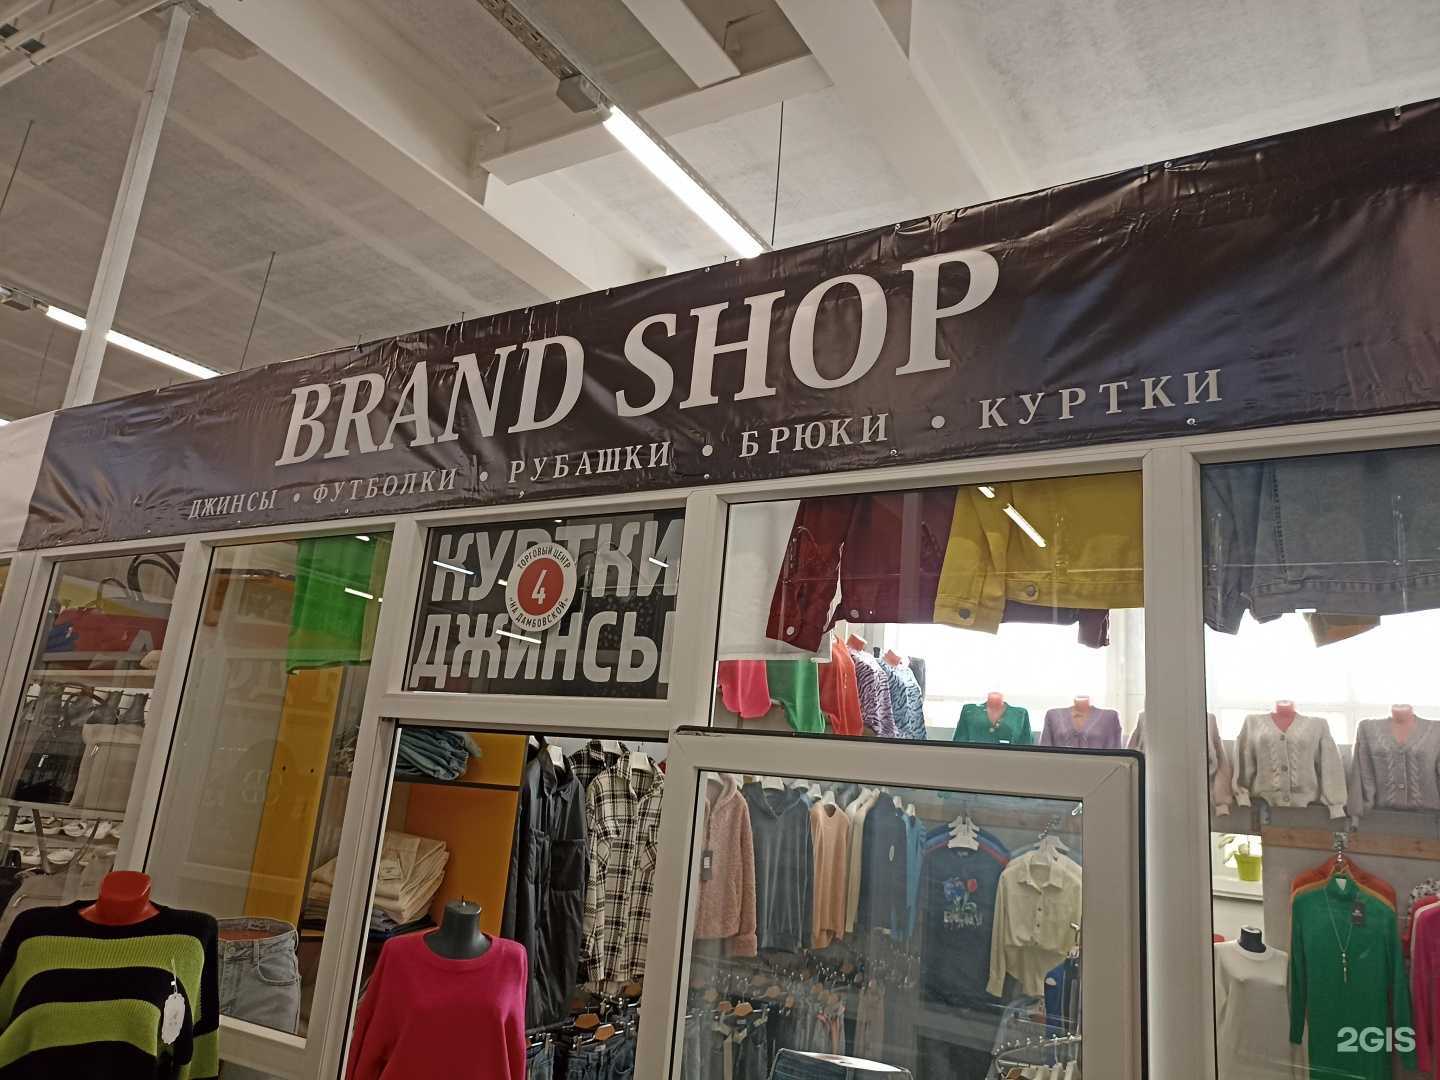 BRAND SHOP
ДЖИНСЫ • ФУТБОЛКИ • РУБАШКИ • БРЮКИ • КУРТКИ
КУРТКИ
ТОРГОВЫЙ ЦЕНТР
4
«НА ДАМБОВСКОЙ»
ДЖИНСЫ
2GIS